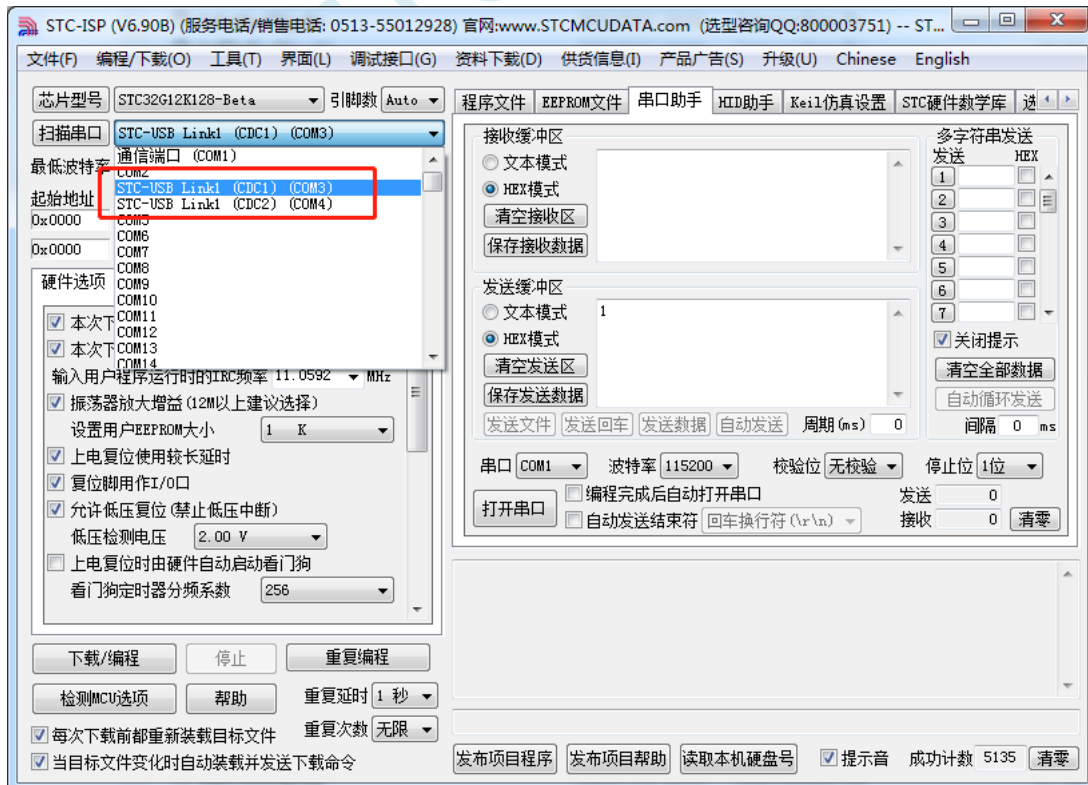 STC-ISP (V6.90B) (服务电话/销售电话: 0513-55012928) 官网:www.STCMCUDATA.com (选型咨询QQ:800003751) -- ST...
文件(F) 编程/下载(O) 工具(T) 界面(L) 调试接口(G) 资料下载(D) 供货信息(I) 产品广告(S) 升级(U) Chinese English
芯片型号 STC32G12K128-Beta 引脚数 Auto
扫描串口 STC-USB Link1 (CDC1) (COM3)
最低波特率
起始地址
0x0000
0x0000
通信端口 (COM1)
COM2
STC-USB Link1 (CDC1) (COM3)
STC-USB Link1 (CDC2) (COM4)
COM5
COM6
COM7
COM8
COM9
COM10
COM11
COM12
COM13
COM14
硬件选项
本次下
本次下
输入用户程序运行时的IRC频率 11.0592 MHz
振荡器放大增益(12M以上建议选择)
设置用户EEPROM大小 1 K
上电复位使用较长延时
复位脚用作I/O口
允许低压复位(禁止低压中断)
低压检测电压 2.00 V
上电复位时由硬件自动启动看门狗
看门狗定时器分频系数 256
下载/编程 停止 重复编程
检测MCU选项 帮助 重复延时 1 秒
每次下载前都重新装载目标文件 重复次数 无限
当目标文件变化时自动装载并发送下载命令
程序文件 EEPROM文件 串口助手 HID助手 Keil仿真设置 STC硬件数学库
接收缓冲区
文本模式
HEX模式
清空接收区
保存接收数据
发送缓冲区
文本模式 1
HEX模式
清空发送区
保存发送数据
发送文件 发送回车 发送数据 自动发送 周期(ms) 0
多字符串发送
发送 HEX
1
2
3
4
5
6
7
关闭提示
清空全部数据
自动循环发送
间隔 0 ms
串口 COM1 波特率 115200 校验位 无校验 停止位 1位
打开串口 编程完成后自动打开串口 发送 0
自动发送结束符 回车换行符(\r\n) 接收 0 清零
发布项目程序 发布项目帮助 读取本机硬盘号 提示音 成功计数 5135 清零